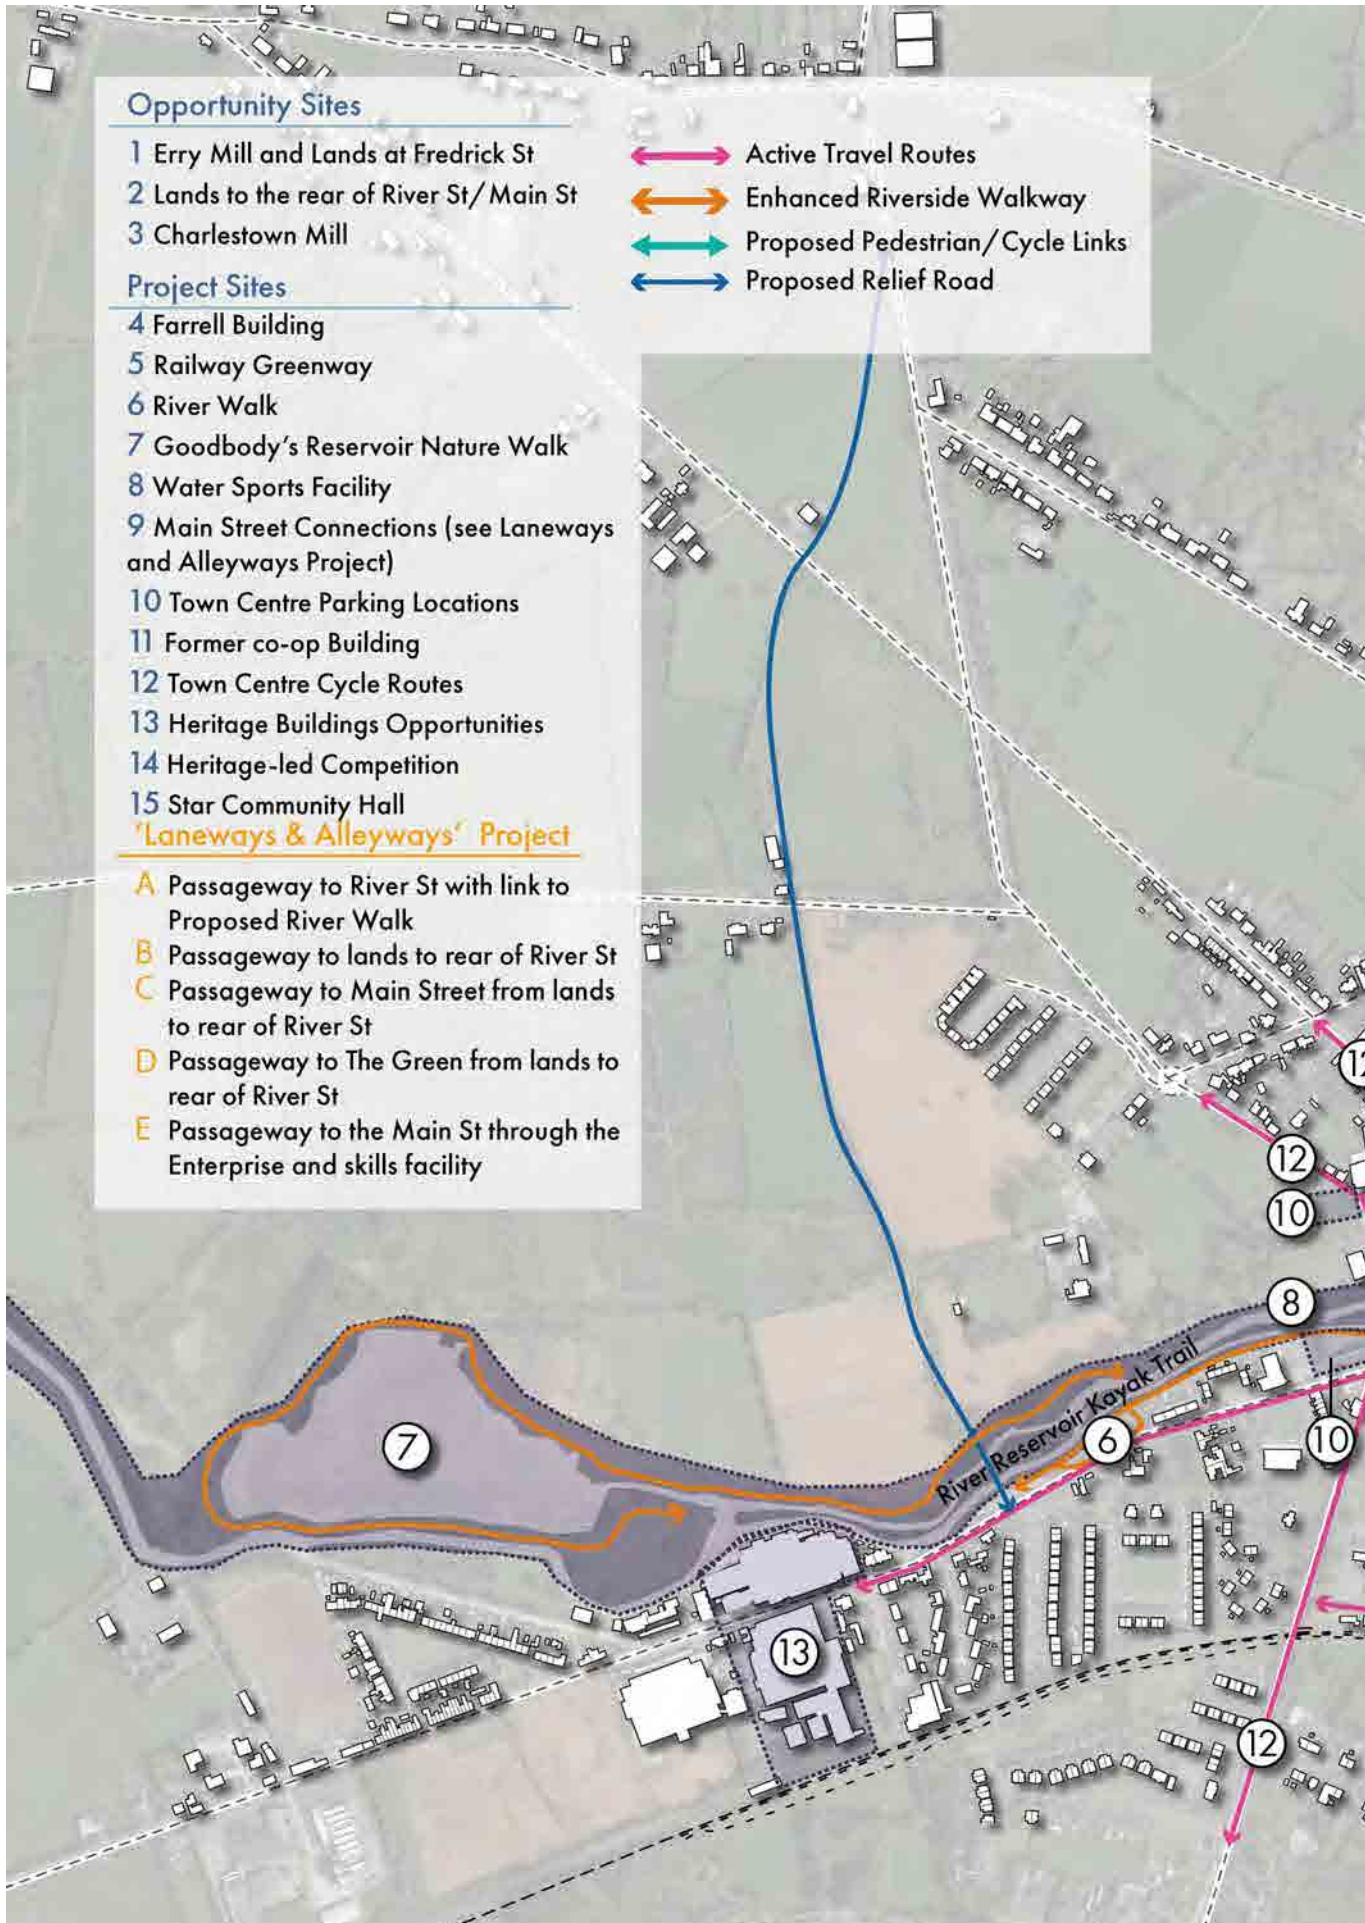 Opportunity Sites
1 Erry Mill and Lands at Fredrick St
2 Lands to the rear of River St/Main St
3 Charlestown Mill
Project Sites
4 Farrell Building
5 Railway Greenway
6 River Walk
7 Goodbody's Reservoir Nature Walk
8 Water Sports Facility
9 Main Street Connections (see Laneways
and Alleyways Project)
10 Town Centre Parking Locations
11 Former co-op Building
12 Town Centre Cycle Routes
13 Heritage Buildings Opportunities
14 Heritage-led Competition
15 Star Community Hall
'Laneways & Alleyways' Project
A Passageway to River St with link to
Proposed River Walk
B Passageway to lands to rear of River St
C Passageway to Main Street from lands
to rear of River St
D Passageway to The Green from lands to
rear of River St
E Passageway to the Main St through the
Enterprise and skills facility
Active Travel Routes
Enhanced Riverside Walkway
Proposed Pedestrian/Cycle Links
Proposed Relief Road
12
12
10
8
River Reservoir Kayak Trail
7
6
10
13
12